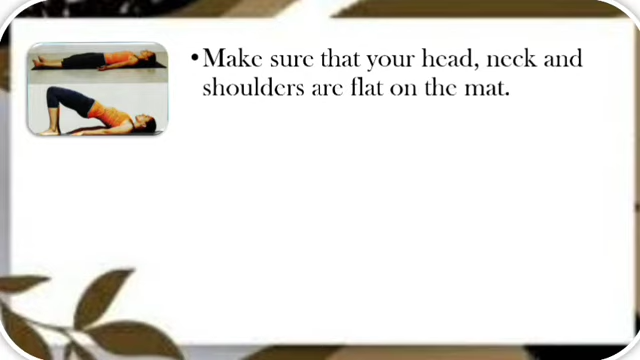 •Make sure that your head, neck and
shoulders are flat on the mat.